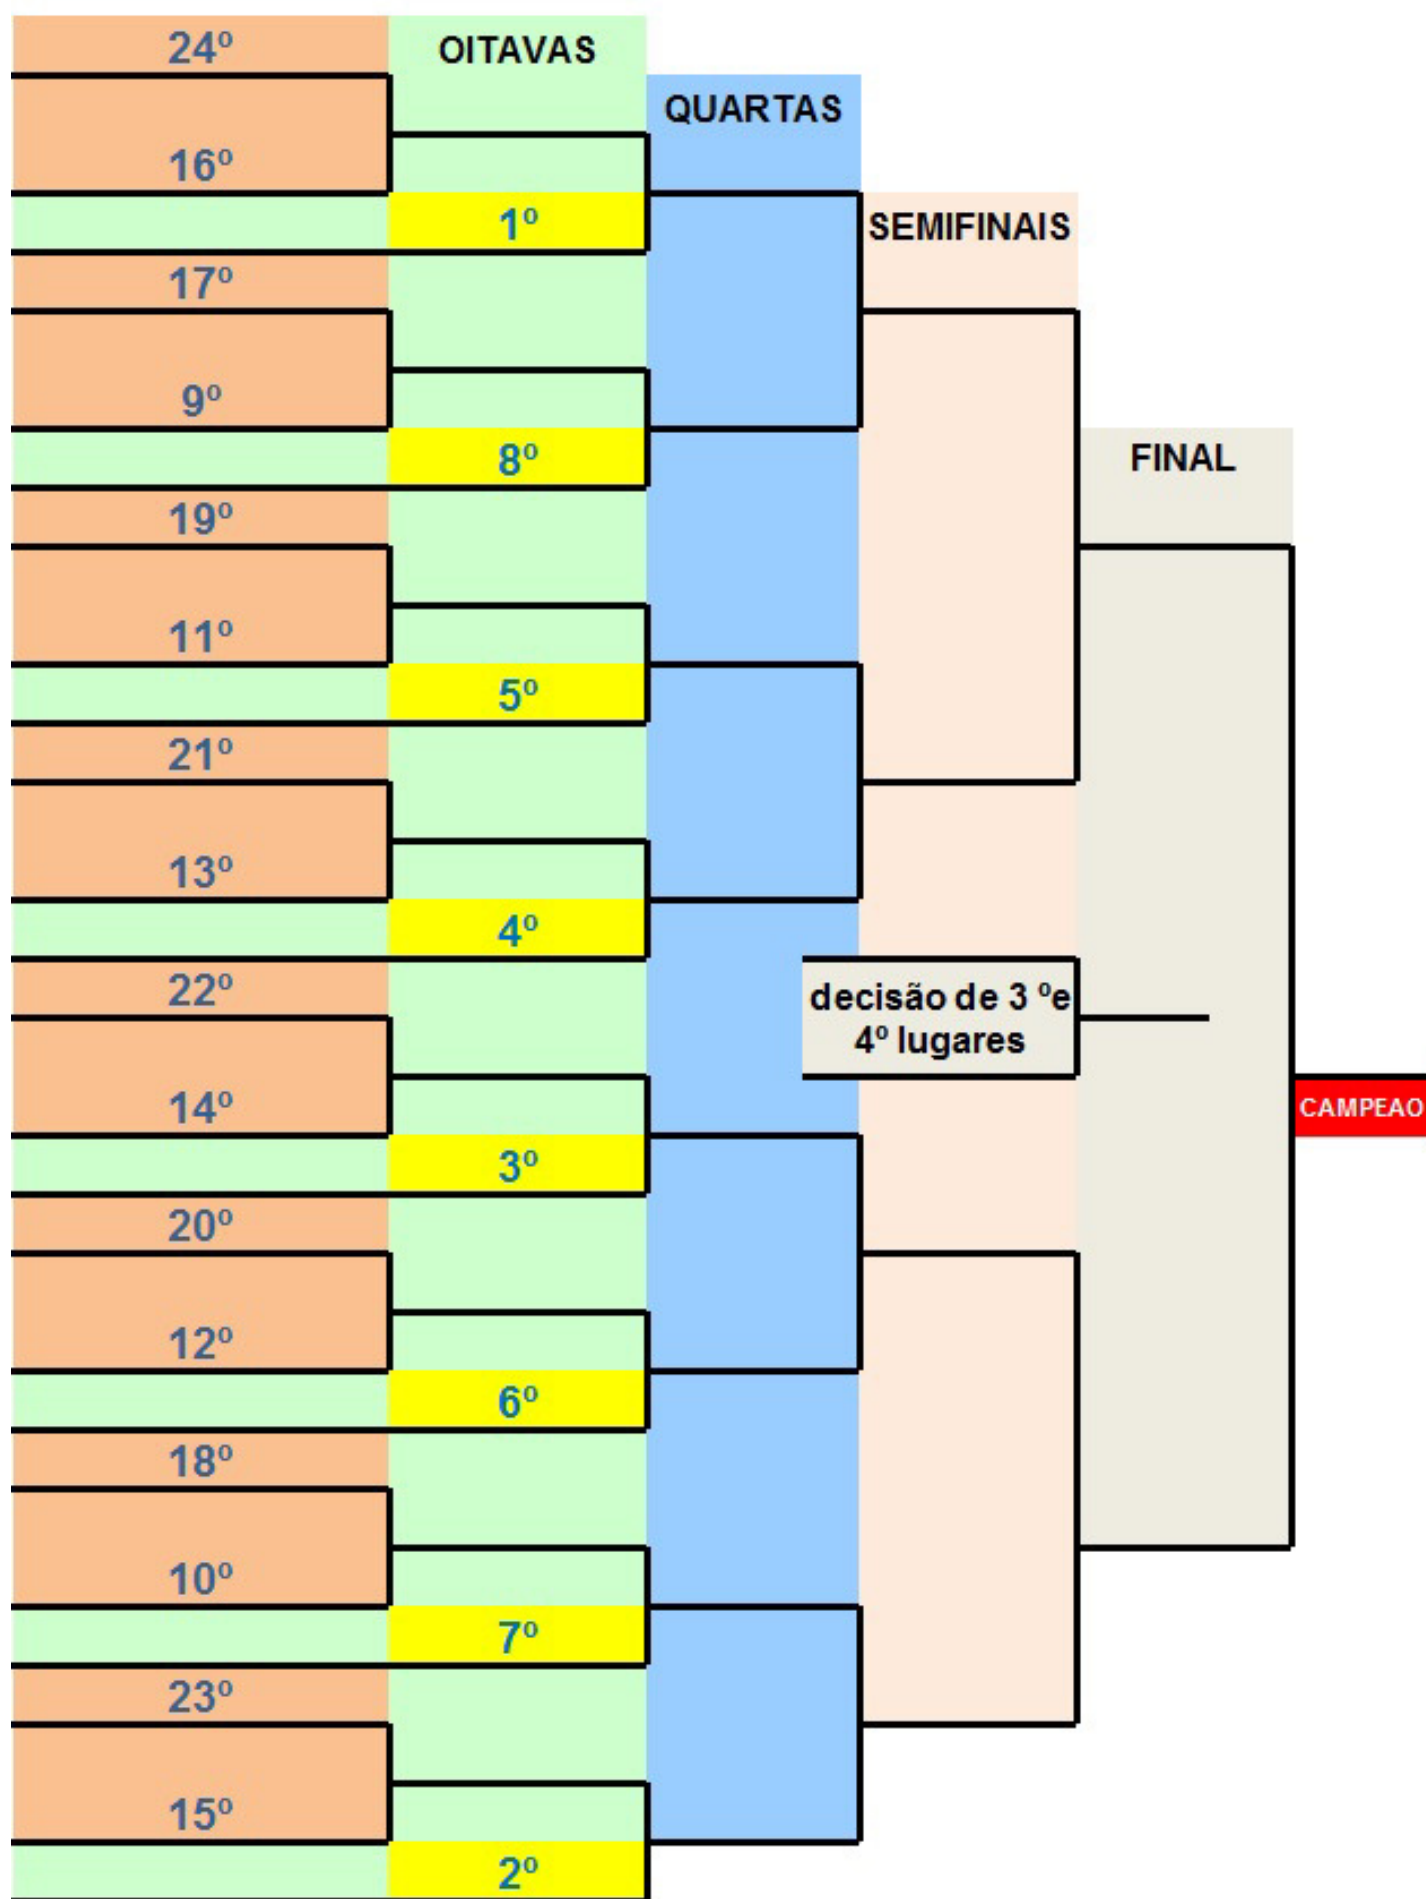 24º
OITAVAS
QUARTAS
16º
1º
SEMIFINAIS
17º
9º
8º
FINAL
19º
11º
5º
21º
13º
4º
22º
decisão de 3 ºe
4º lugares
14º
CAMPEAO
3º
20º
12º
6º
18º
10º
7º
23º
15º
2º